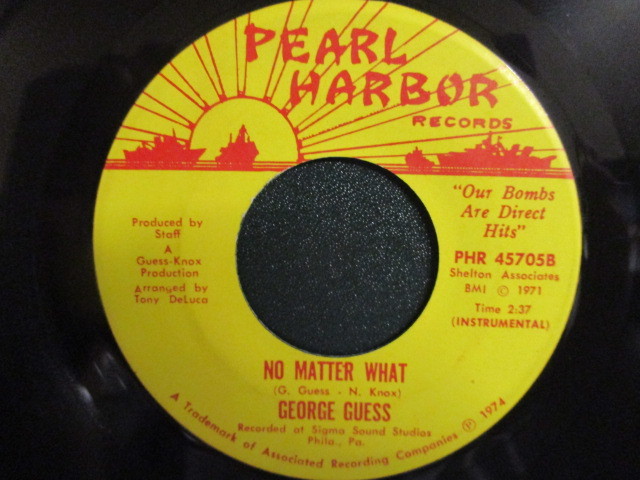 PEARL
HARBOR
RECORDS
"Our Bombs
Are Direct
Hits"
Produced by
Staff
A
Guess-Knox
Production
Arranged by
Tony DeLuca
PHR 45705B
Shelton Associates
BMI © 1971
Time 2:37
(INSTRUMENTAL)
NO MATTER WHAT
(G. Guess - N. Knox)
GEORGE GUESS
Recorded at Sigma Sound Studios
Phila., Pa.
A Trademark of Associated Recording Companies ℗ 1974